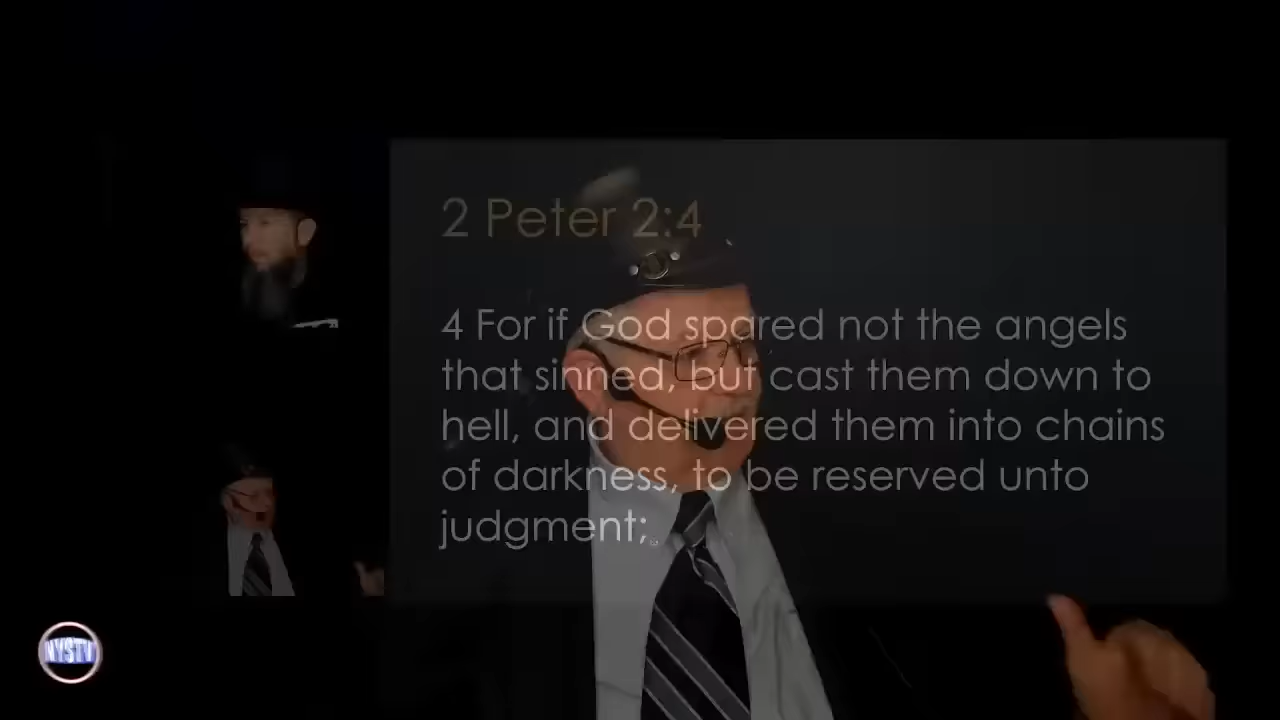 2 Peter 2:4
4 For if God spared not the angels
that sinned, but cast them down to
hell, and delivered them into chains
of darkness, to be reserved unto
judgment;
NYSTV